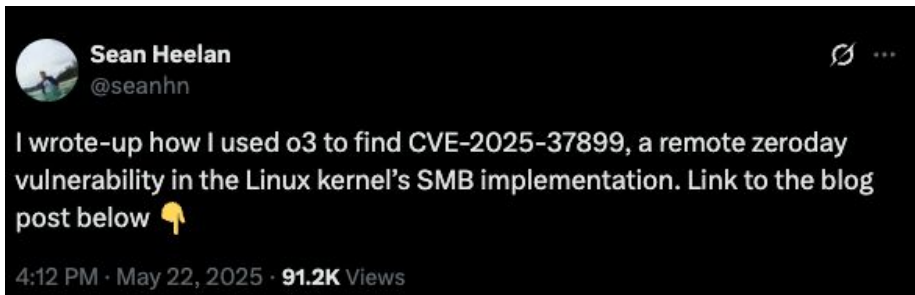 Sean Heelan
@seanhn
I wrote-up how I used o3 to find CVE-2025-37899, a remote zeroday
vulnerability in the Linux kernel’s SMB implementation. Link to the blog
post below 👇
4:12 PM · May 22, 2025 · 91.2K Views